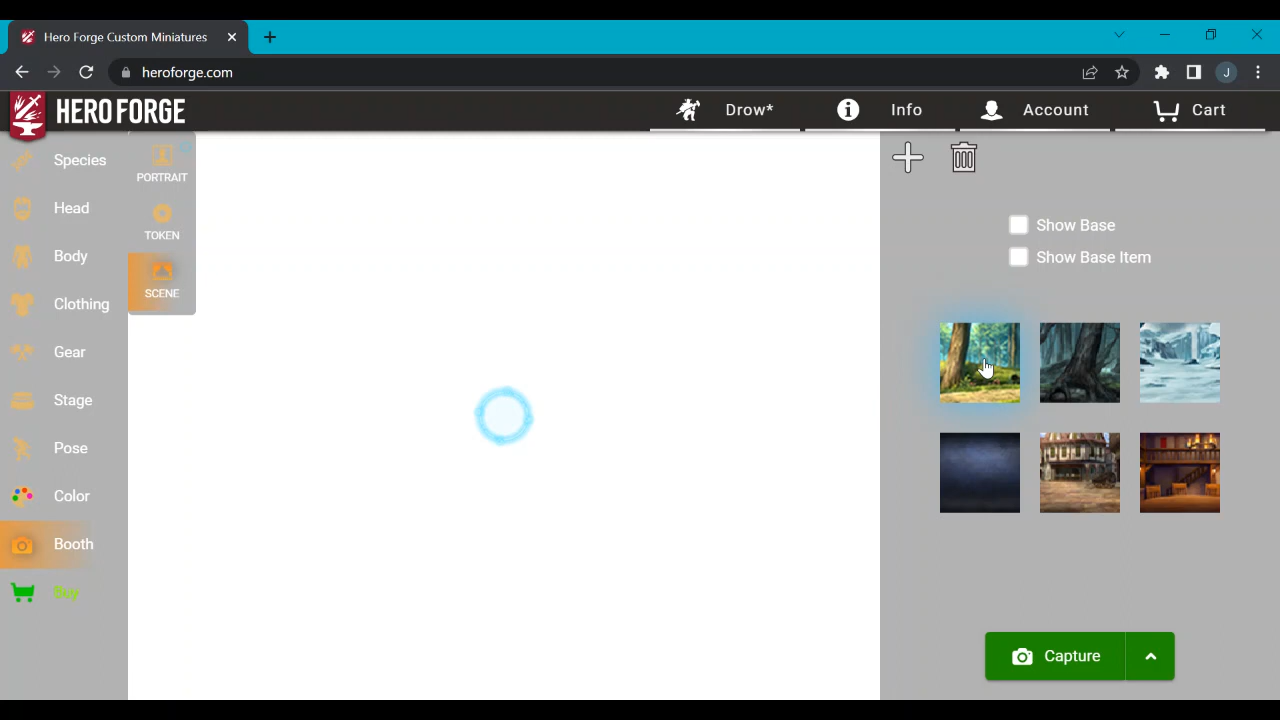 Hero Forge Custom Miniatures
heroforge.com
J
HERO FORGE
Drow*
Info
Account
Cart
Species
Head
Body
Clothing
Gear
Stage
Pose
Color
Booth
Buy
PORTRAIT
TOKEN
SCENE
Show Base
Show Base Item
Capture